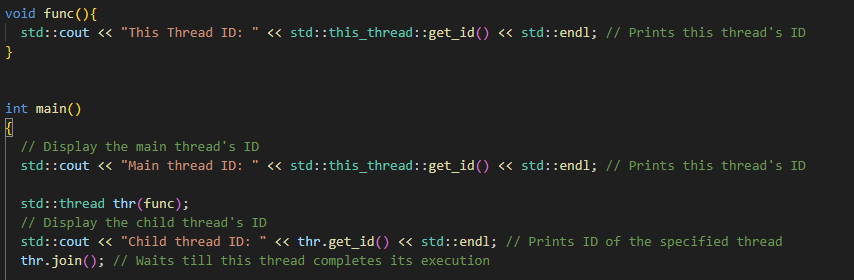 void func(){
std::cout << "This Thread ID: " << std::this_thread::get_id() << std::endl; // Prints this thread's ID
}
int main()
{
// Display the main thread's ID
std::cout << "Main thread ID: " << std::this_thread::get_id() << std::endl; // Prints this thread's ID
std::thread thr(func);
// Display the child thread's ID
std::cout << "Child thread ID: " << thr.get_id() << std::endl; // Prints ID of the specified thread
thr.join(); // Waits till this thread completes its execution